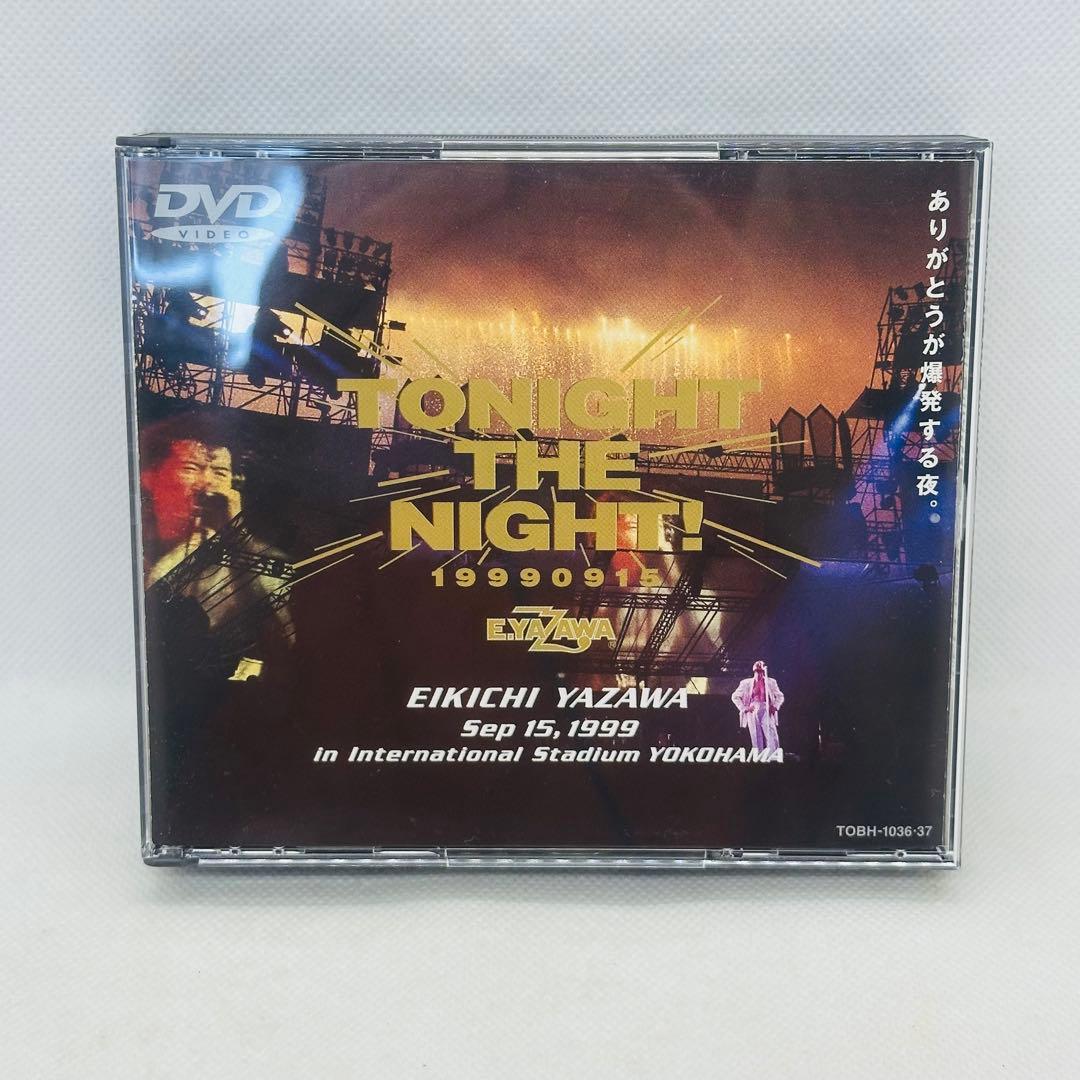 DVD
VIDEO
ありがとうが爆発する夜。
TONIGHT
THE
NIGHT!
19990915
E.YAZAWA
EIKICHI YAZAWA
Sep 15, 1999
in International Stadium YOKOHAMA
TOBH-1036·37